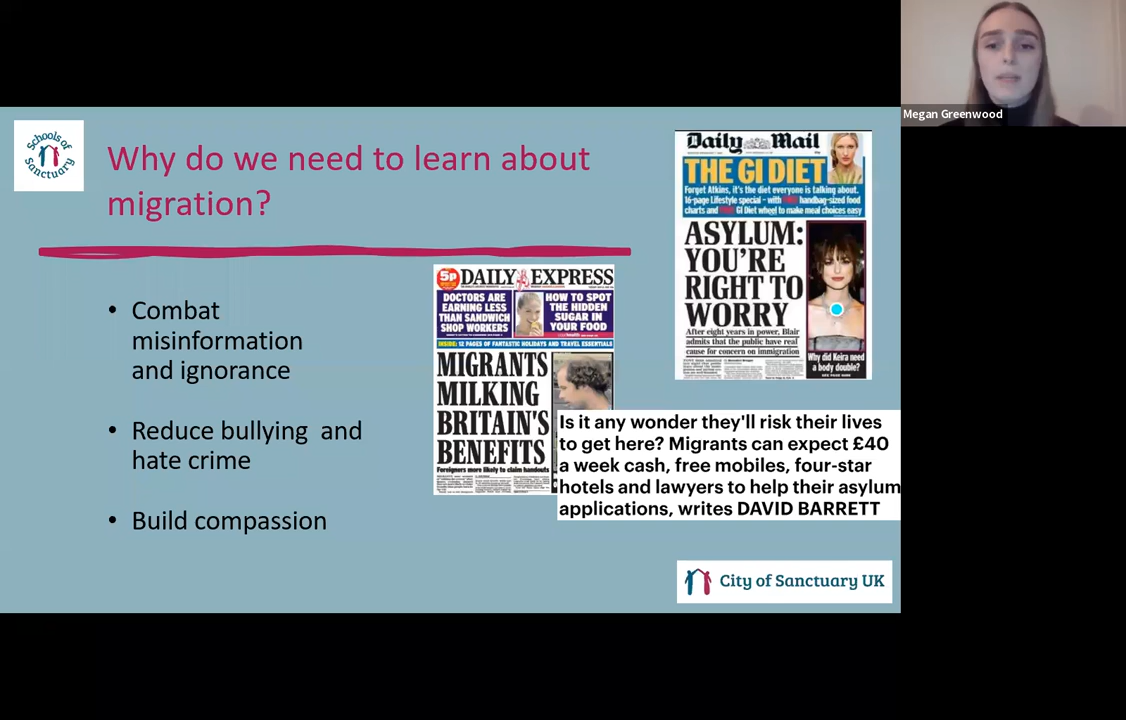 Megan Greenwood
Schools of
Sanctuary
Why do we need to learn about
migration?
• Combat
misinformation
and ignorance
• Reduce bullying and
hate crime
• Build compassion
5p
DAILY EXPRESS
DOCTORS ARE
EARNING LESS
THAN SANDWICH
SHOP WORKERS
HOW TO SPOT
THE HIDDEN
SUGAR IN
YOUR FOOD
INSIDE: 12 PAGES OF FANTASTIC HOLIDAYS AND TRAVEL ESSENTIALS
MIGRANTS
MILKING
BRITAIN'S
BENEFITS
Foreigners more likely to claim handouts
Daily Mail
THE GI DIET
Forget Atkins, it's the diet everyone is talking about.
16-page Lifestyle special - with handbag-sized food
charts and GI Diet wheel to make meal choices easy
ASYLUM:
YOU'RE
RIGHT TO
WORRY
After eight years in power, Blair
admits that the public have real
cause for concern on immigration
Why did Keira need
a body double?
Is it any wonder they'll risk their lives
to get here? Migrants can expect £40
a week cash, free mobiles, four-star
hotels and lawyers to help their asylum
applications, writes DAVID BARRETT
City of Sanctuary UK